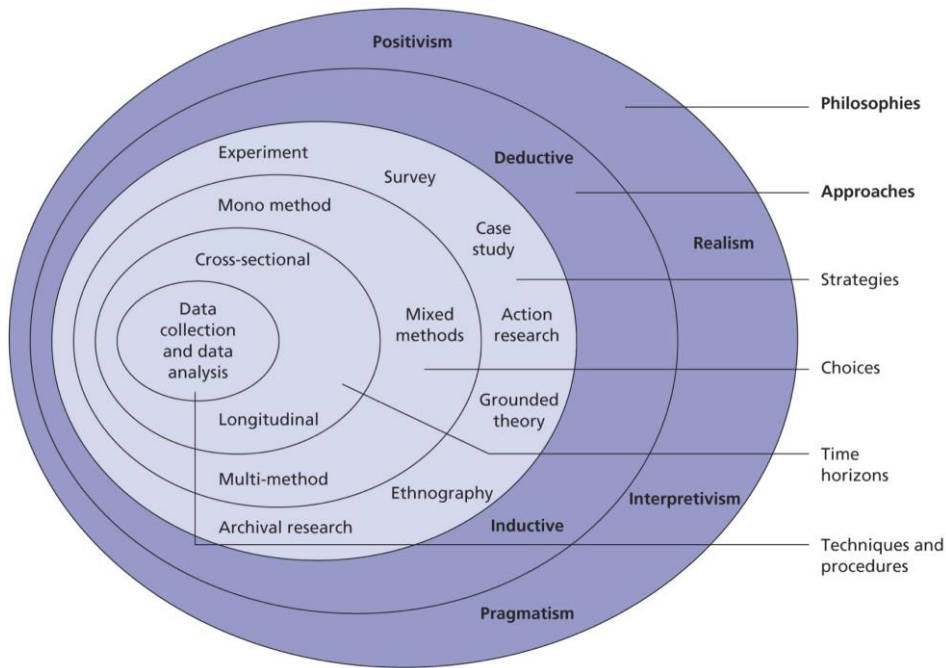 Positivism
Philosophies
Experiment
Deductive
Survey
Approaches
Mono method
Case
study
Realism
Cross-sectional
Strategies
Data
collection
and data
analysis
Mixed
methods
Action
research
Choices
Grounded
theory
Longitudinal
Time
horizons
Multi-method
Ethnography
Interpretivism
Archival research
Inductive
Techniques and
procedures
Pragmatism